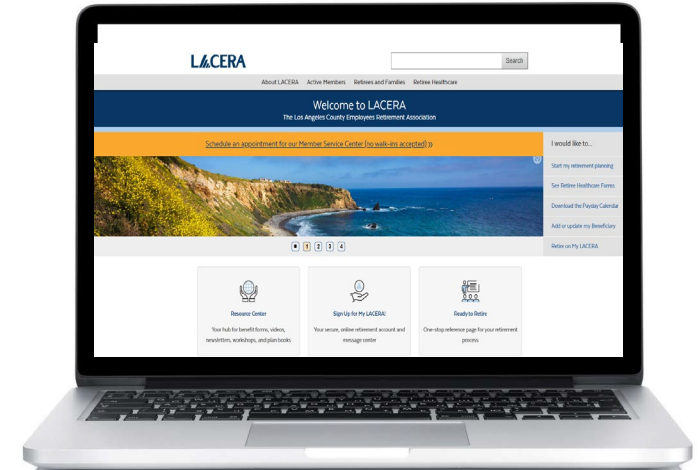 LACERA
Search
About LACERA Active Members Retirees and Families Retiree Healthcare
Welcome to LACERA
The Los Angeles County Employees Retirement Association
Schedule an appointment for our Member Service Center (no walk-ins accepted) »
I would like to...
Start my retirement planning
See Retiree Healthcare Forms
Download the Payday Calendar
Add or update my Beneficiary
Retire on My LACERA
1 2 3 4
Resource Center
Your hub for benefit forms, videos,
newsletters, workshops, and plan books
Sign Up for My LACERA!
Your secure, online retirement account and
message center
Ready to Retire
One-stop reference page for your retirement
process